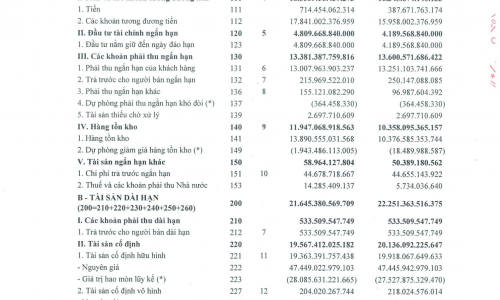 1. Tiền 111 714.454.062.314 387.671.763.174
2. Các khoản tương đương tiền 112 17.841.002.376.959 15.958.002.376.959
II. Đầu tư tài chính ngắn hạn 120 5 4.809.668.840.000 4.189.568.840.000
1. Đầu tư nắm giữ đến ngày đáo hạn 123 4.809.668.840.000 4.189.568.840.000
III. Các khoản phải thu ngắn hạn 130 13.381.387.759.816 13.600.571.686.422
1. Phải thu ngắn hạn của khách hàng 131 6 13.007.963.903.237 13.251.103.741.666
2. Trả trước cho người bán ngắn hạn 132 7 215.969.522.010 250.147.088.085
3. Phải thu ngắn hạn khác 136 8 155.121.082.290 96.987.604.392
4. Dự phòng phải thu ngắn hạn khó đòi (*) 137 (364.458.330) (364.458.330)
5. Tài sản thiếu chờ xử lý 139 2.697.710.609 2.697.710.609
IV. Hàng tồn kho 140 9 11.947.068.918.563 10.358.095.365.157
1. Hàng tồn kho 141 13.890.555.031.568 10.376.585.353.744
2. Dự phòng giảm giá hàng tồn kho (*) 149 (1.943.486.113.005) (18.489.988.587)
V. Tài sản ngắn hạn khác 150 58.964.127.804 50.389.180.562
1. Chi phí trả trước ngắn hạn 151 10 44.678.718.667 44.655.143.922
2. Thuế và các khoản phải thu Nhà nước 153 14.285.409.137 5.734.036.640
B - TÀI SẢN DÀI HẠN
(200=210+220+230+240+250+260) 200 21.645.380.569.709 22.251.363.516.375
I. Các khoản phải thu dài hạn 210 533.509.547.749 533.509.547.749
1. Trả trước cho người bán dài hạn 212 7 533.509.547.749 533.509.547.749
II. Tài sản cố định 220 19.567.412.025.182 20.136.092.225.647
1. Tài sản cố định hữu hình 221 11 19.363.391.757.438 19.918.067.649.633
- Nguyên giá 222 47.449.022.979.103 47.445.942.979.103
- Giá trị hao mòn lũy kế (*) 223 (28.085.631.221.665) (27.527.875.329.470)
2. Tài sản cố định vô hình 227 12 204.020.267.744 218.024.576.014